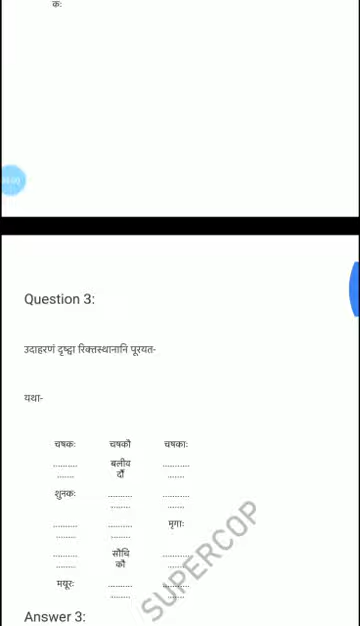 कः
Question 3:
उदाहरणं दृष्ट्वा रिक्तस्थानानि पूरयत-
यथा-
चषकः चषकौ चषकाः
.......... बलीव ...........
....... र्दौ .......
शुनकः .......... ...........
........ .......
.......... .......... मृगाः
........ ........
.......... सौचि ...........
........ कौ .......
मयूरः .......... ...........
........ .......
SUPERCOP
Answer 3: